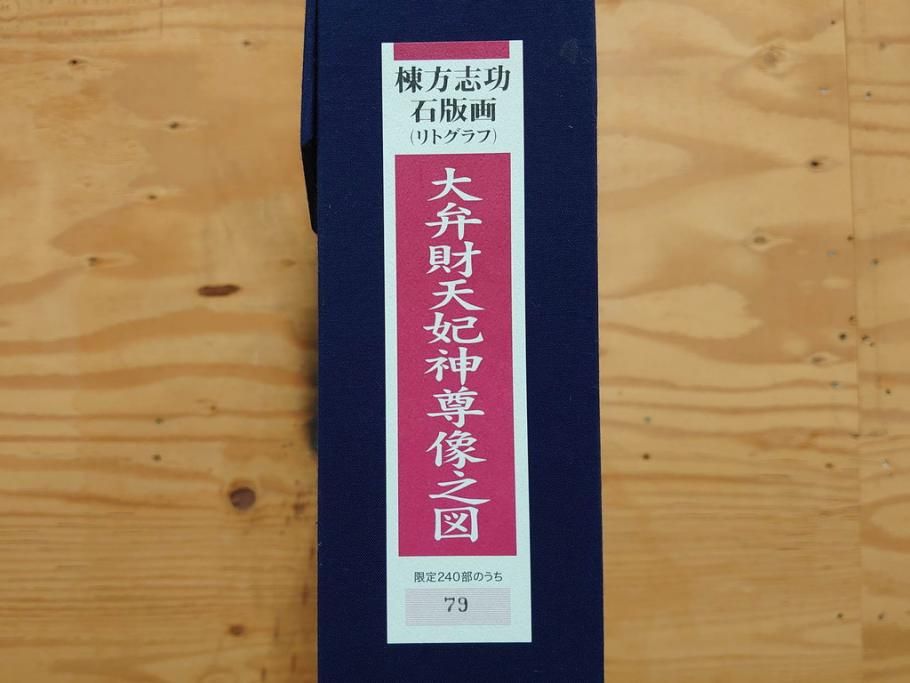 棟方志功
石版画
(リトグラフ)
大弁財天妃神尊像之図
限定240部のうち
79